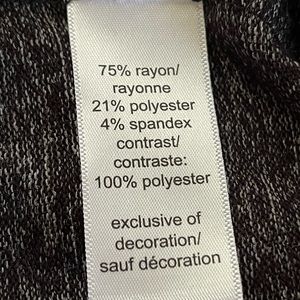 75% rayon/
rayonne
21% polyester
4% spandex
contrast/
contraste:
100% polyester
exclusive of
decoration/
sauf décoration